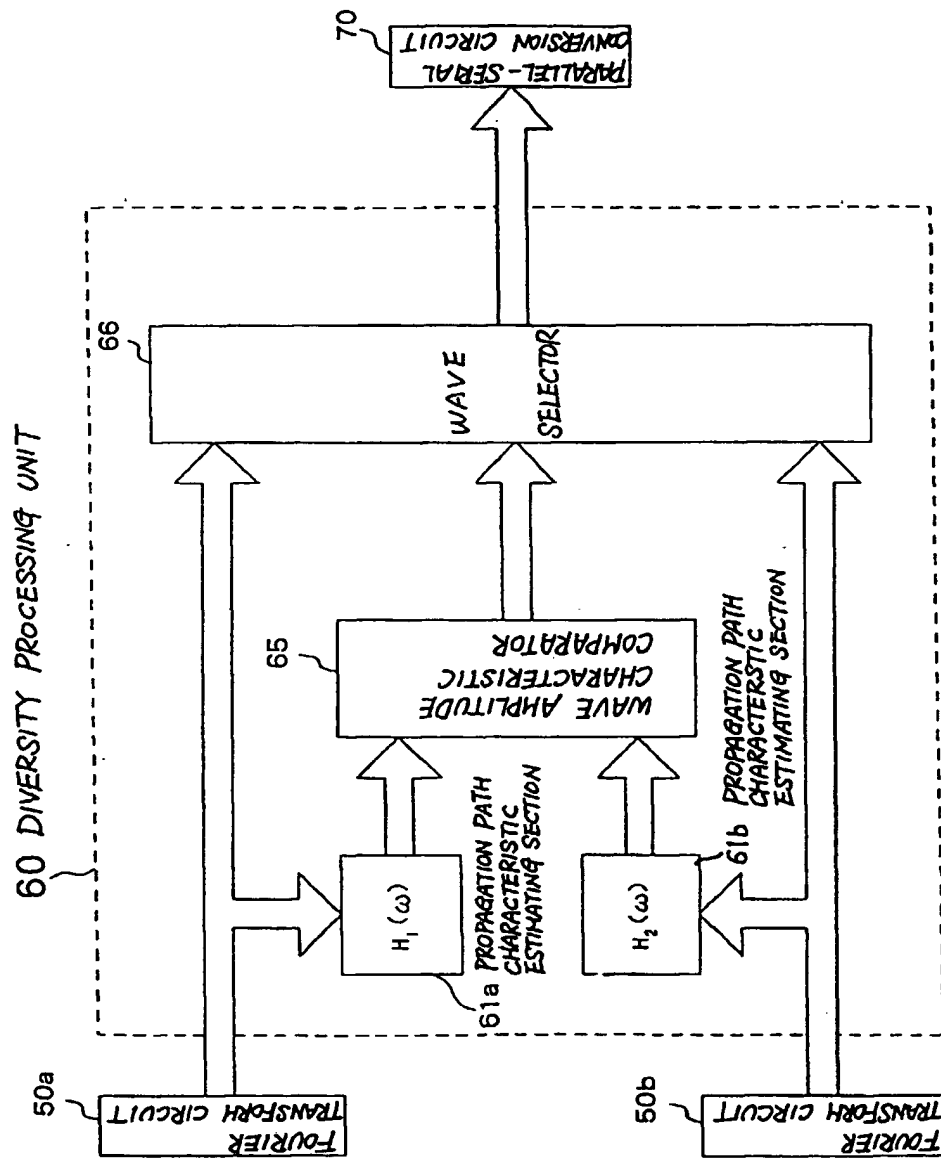 60 DIVERSITY PROCESSING UNIT
50a
FOURIER
TRANSFORM CIRCUIT
61a
PROPAGATION PATH
CHARACTERISTIC
ESTIMATING SECTION
H₁(ω)
65
WAVE AMPLITUDE
CHARACTERISTIC
COMPARATOR
66
WAVE
SELECTOR
70
PARALLEL-SERIAL
CONVERSION CIRCUIT
50b
FOURIER
TRANSFORM CIRCUIT
H₂(ω)
61b
PROPAGATION PATH
CHARACTERSTIC
ESTIMATING SECTION